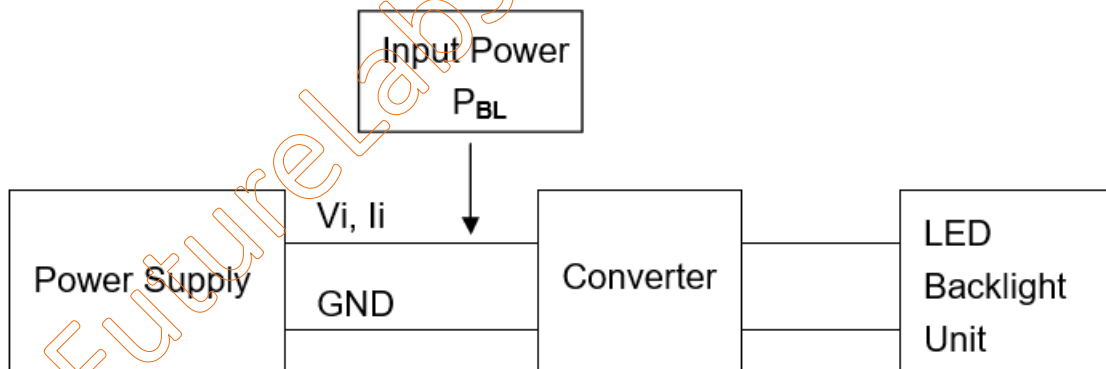 Input Power
PBL
Vi, Ii
Power Supply
GND
Converter
LED
Backlight
Unit
FutureLabs